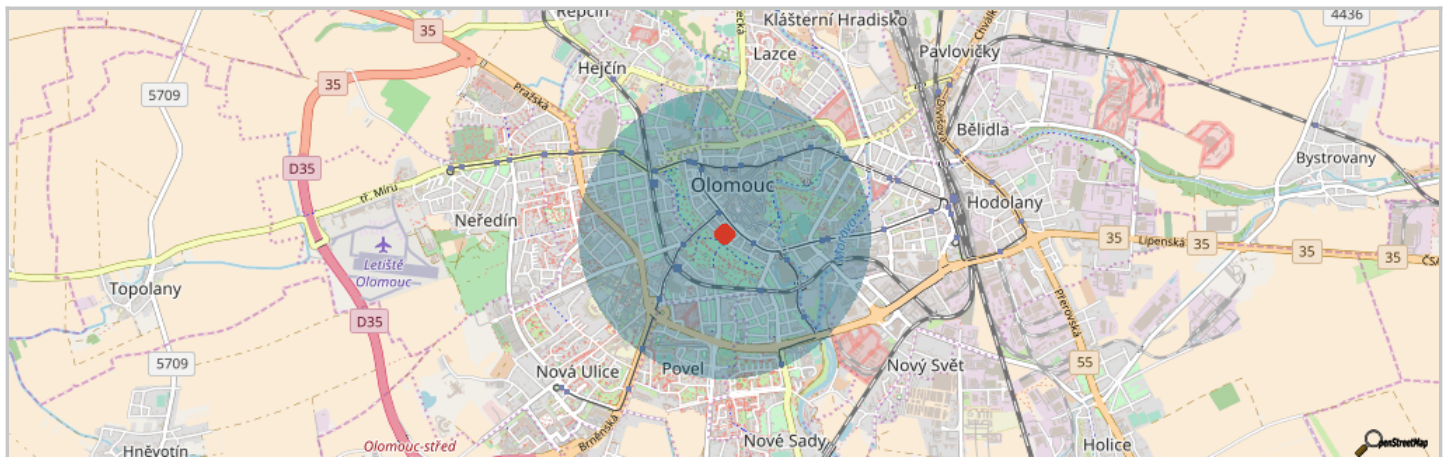 Řepčín
35
Klášterní Hradisko
4436
Lazce
Pavlovičky
Hejčín
35
5709
Pražská
Bělidla
Bystrovany
D35
tř. Míru
Olomouc
Hodolany
Neředín
35
Lipenská
35
35
35
Letiště
Olomouc
Topolany
Přerovská
D35
5709
Nová Ulice
Povel
Nový Svět
55
Brněnská
Olomouc-střed
Nové Sady
Holice
Hněvotín
OpenStreetMap